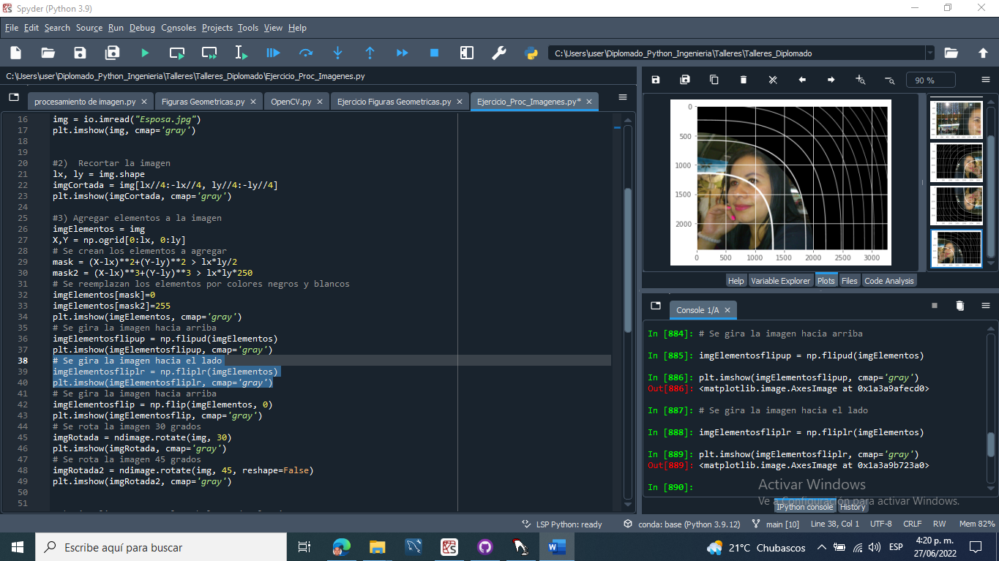 Spyder (Python 3.9)
File Edit Search Source Run Debug Consoles Projects Tools View Help
C:\Users\user\Diplomado_Python_Ingenieria\Talleres\Talleres_Diplomado
C:\Users\user\Diplomado_Python_Ingenieria\Talleres\Talleres_Diplomado\Ejercicio_Proc_Imagenes.py
procesamiento de imagen.py
Figuras Geometricas.py
OpenCV.py
Ejercicio Figuras Geometricas.py
Ejercicio_Proc_Imagenes.py*
16 img = io.imread("Esposa.jpg")
17 plt.imshow(img, cmap='gray')
18
19
20 #2)  Recortar la imagen
21 lx, ly = img.shape
22 imgCortada = img[lx//4:-lx//4, ly//4:-ly//4]
23 plt.imshow(imgCortada, cmap='gray')
24
25 #3) Agregar elementos a la imagen
26 imgElementos = img
27 X,Y = np.ogrid[0:lx, 0:ly]
28 # Se crean los elementos a agregar
29 mask = (X-lx)**2+(Y-ly)**2 > lx*ly/2
30 mask2 = (X-lx)**3+(Y-ly)**3 > lx*ly*250
31 # Se reemplazan los elementos por colores negros y blancos
32 imgElementos[mask]=0
33 imgElementos[mask2]=255
34 plt.imshow(imgElementos, cmap='gray')
35 # Se gira la imagen hacia arriba
36 imgElementosflipup = np.flipud(imgElementos)
37 plt.imshow(imgElementosflipup, cmap='gray')
38 # Se gira la imagen hacia el lado
39 imgElementosfliplr = np.fliplr(imgElementos)
40 plt.imshow(imgElementosfliplr, cmap='gray')
41 # Se gira la imagen hacia arriba
42 imgElementosflip = np.flip(imgElementos, 0)
43 plt.imshow(imgElementosflip, cmap='gray')
44 # Se rota la imagen 30 grados
45 imgRotada = ndimage.rotate(img, 30)
46 plt.imshow(imgRotada, cmap='gray')
47 # Se rota la imagen 45 grados
48 imgRotada2 = ndimage.rotate(img, 45, reshape=False)
49 plt.imshow(imgRotada2, cmap='gray')
50
51
90 %
0
500
1000
1500
2000
0 500 1000 1500 2000 2500 3000
Help Variable Explorer Plots Files Code Analysis
Console 1/A
In [884]: # Se gira la imagen hacia arriba
In [885]: imgElementosflipup = np.flipud(imgElementos)
In [886]: plt.imshow(imgElementosflipup, cmap='gray')
Out[886]: <matplotlib.image.AxesImage at 0x1a3a9afecd0>
In [887]: # Se gira la imagen hacia el lado
In [888]: imgElementosfliplr = np.fliplr(imgElementos)
In [889]: plt.imshow(imgElementosfliplr, cmap='gray')
Out[889]: <matplotlib.image.AxesImage at 0x1a3a9b723a0>
In [890]:
Activar Windows
Ve a Configuración para activar Windows.
IPython console History
LSP Python: ready conda: base (Python 3.9.12) main [10] Line 38, Col 1 UTF-8 CRLF RW Mem 82%
Escribe aquí para buscar
21°C Chubascos
ESP
4:20 p. m.
27/06/2022